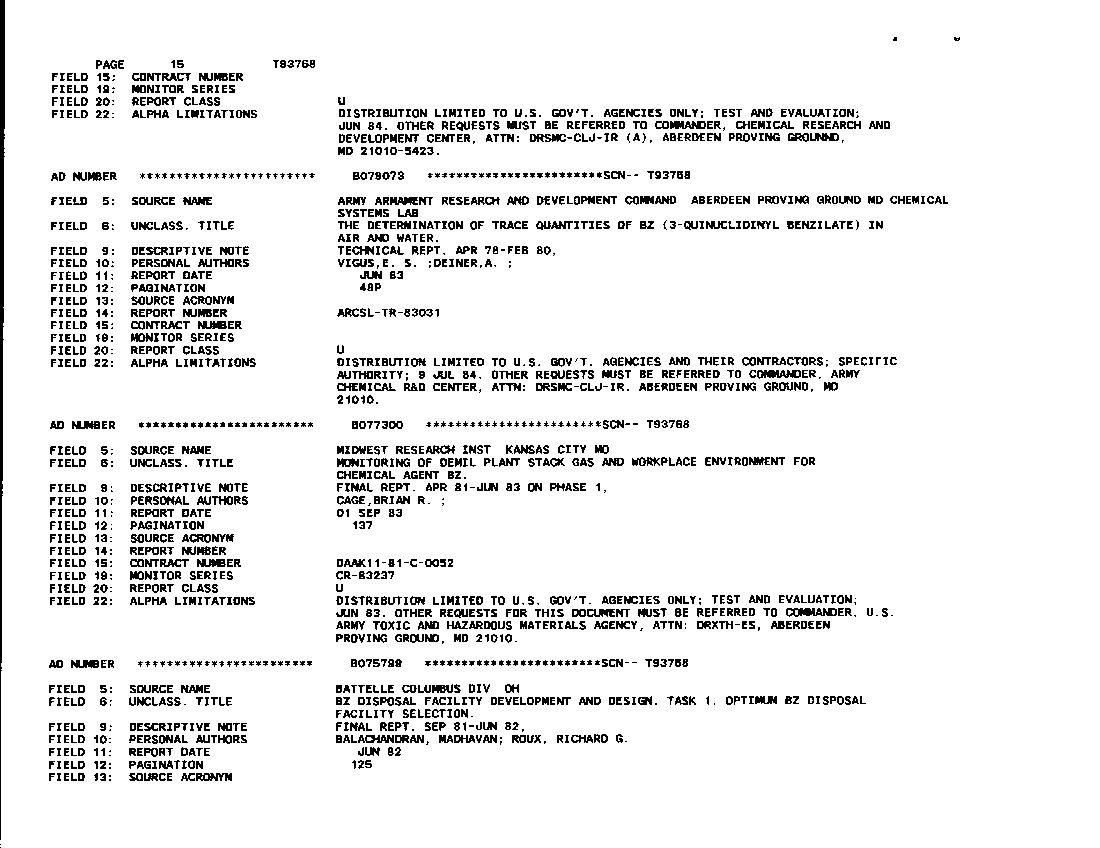 PAGE 15 T93768
FIELD 15: CONTRACT NUMBER
FIELD 19: MONITOR SERIES
FIELD 20: REPORT CLASS U
FIELD 22: ALPHA LIMITATIONS DISTRIBUTION LIMITED TO U.S. GOV'T. AGENCIES ONLY; TEST AND EVALUATION;
JUN 84. OTHER REQUESTS MUST BE REFERRED TO COMMANDER, CHEMICAL RESEARCH AND
DEVELOPMENT CENTER, ATTN: DRSMC-CLJ-IR (A), ABERDEEN PROVING GROUNND,
MD 21010-5423.
AD NUMBER ************************ B079073 ************************SCN-- T93768
FIELD 5: SOURCE NAME ARMY ARMAMENT RESEARCH AND DEVELOPMENT COMMAND ABERDEEN PROVING GROUND MD CHEMICAL
SYSTEMS LAB
FIELD 6: UNCLASS. TITLE THE DETERMINATION OF TRACE QUANTITIES OF BZ (3-QUINUCLIDINYL BENZILATE) IN
AIR AND WATER.
FIELD 9: DESCRIPTIVE NOTE TECHNICAL REPT. APR 78-FEB 80,
FIELD 10: PERSONAL AUTHORS VIGUS,E. S. ;DEINER,A. ;
FIELD 11: REPORT DATE JUN 83
FIELD 12: PAGINATION 48P
FIELD 13: SOURCE ACRONYM
FIELD 14: REPORT NUMBER ARCSL-TR-83031
FIELD 15: CONTRACT NUMBER
FIELD 19: MONITOR SERIES
FIELD 20: REPORT CLASS U
FIELD 22: ALPHA LIMITATIONS DISTRIBUTION LIMITED TO U.S. GOV'T. AGENCIES AND THEIR CONTRACTORS; SPECIFIC
AUTHORITY; 9 JUL 84. OTHER REQUESTS MUST BE REFERRED TO COMMANDER, ARMY
CHEMICAL R&D CENTER, ATTN: DRSMC-CLJ-IR. ABERDEEN PROVING GROUND, MD
21010.
AD NUMBER ************************ B077300 ************************SCN-- T93768
FIELD 5: SOURCE NAME MIDWEST RESEARCH INST KANSAS CITY MO
FIELD 6: UNCLASS. TITLE MONITORING OF DEMIL PLANT STACK GAS AND WORKPLACE ENVIRONMENT FOR
CHEMICAL AGENT BZ.
FIELD 9: DESCRIPTIVE NOTE FINAL REPT. APR 81-JUN 83 ON PHASE 1,
FIELD 10: PERSONAL AUTHORS CAGE,BRIAN R. ;
FIELD 11: REPORT DATE 01 SEP 83
FIELD 12: PAGINATION 137
FIELD 13: SOURCE ACRONYM
FIELD 14: REPORT NUMBER
FIELD 15: CONTRACT NUMBER DAAK11-81-C-0052
FIELD 19: MONITOR SERIES CR-83237
FIELD 20: REPORT CLASS U
FIELD 22: ALPHA LIMITATIONS DISTRIBUTION LIMITED TO U.S. GOV'T. AGENCIES ONLY; TEST AND EVALUATION;
JUN 83. OTHER REQUESTS FOR THIS DOCUMENT MUST BE REFERRED TO COMMANDER, U.S.
ARMY TOXIC AND HAZARDOUS MATERIALS AGENCY, ATTN: DRXTH-ES, ABERDEEN
PROVING GROUND, MD 21010.
AD NUMBER ************************ B075798 ************************SCN-- T93768
FIELD 5: SOURCE NAME BATTELLE COLUMBUS DIV OH
FIELD 6: UNCLASS. TITLE BZ DISPOSAL FACILITY DEVELOPMENT AND DESIGN. TASK 1. OPTIMUM BZ DISPOSAL
FACILITY SELECTION.
FIELD 9: DESCRIPTIVE NOTE FINAL REPT. SEP 81-JUN 82,
FIELD 10: PERSONAL AUTHORS BALACHANDRAN, MADHAVAN; ROUX, RICHARD G.
FIELD 11: REPORT DATE JUN 82
FIELD 12: PAGINATION 125
FIELD 13: SOURCE ACRONYM